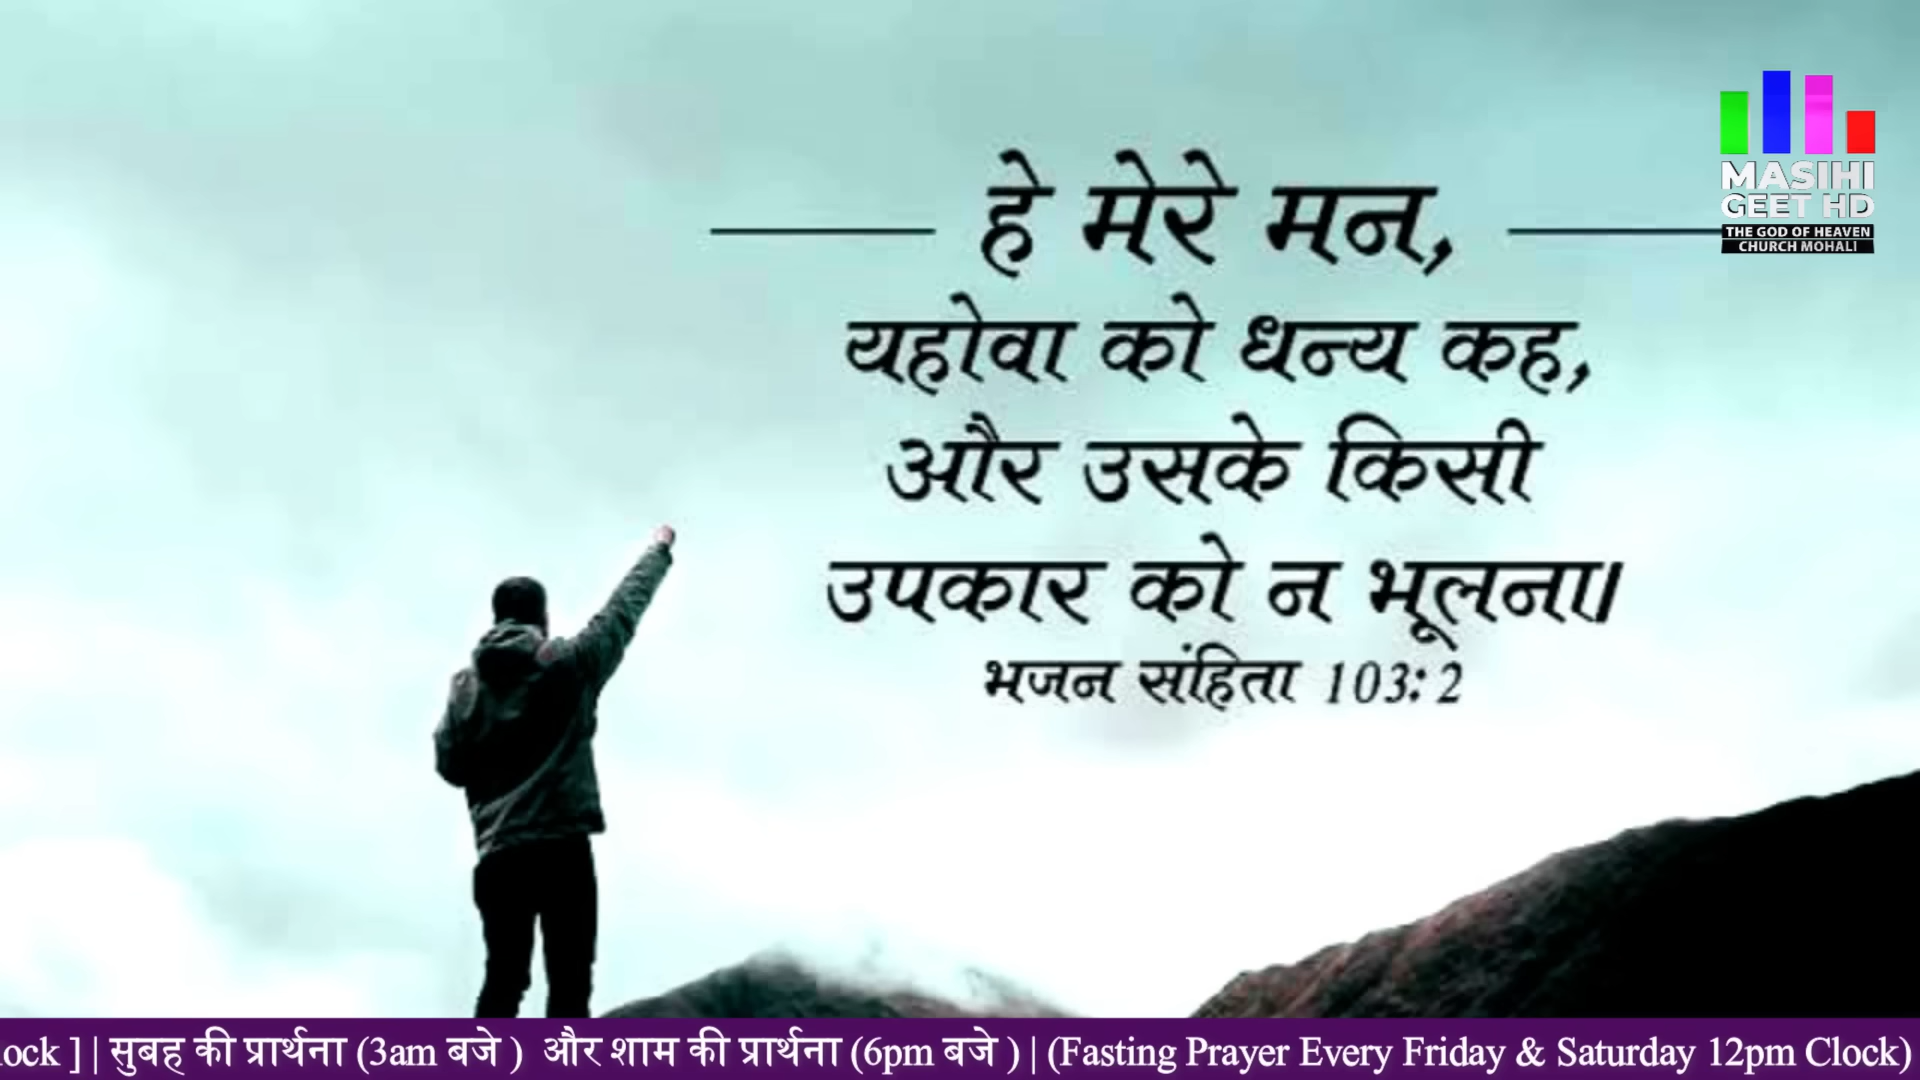 हे मेरे मन,
यहोवा को धन्य कह,
और उसके किसी
उपकार को न भूलना।
भजन संहिता 103:2
MASIHI
GEET HD
THE GOD OF HEAVEN
CHURCH MOHALI
lock ] | सुबह की प्रार्थना (3am बजे ) और शाम की प्रार्थना (6pm बजे ) | (Fasting Prayer Every Friday & Saturday 12pm Clock)